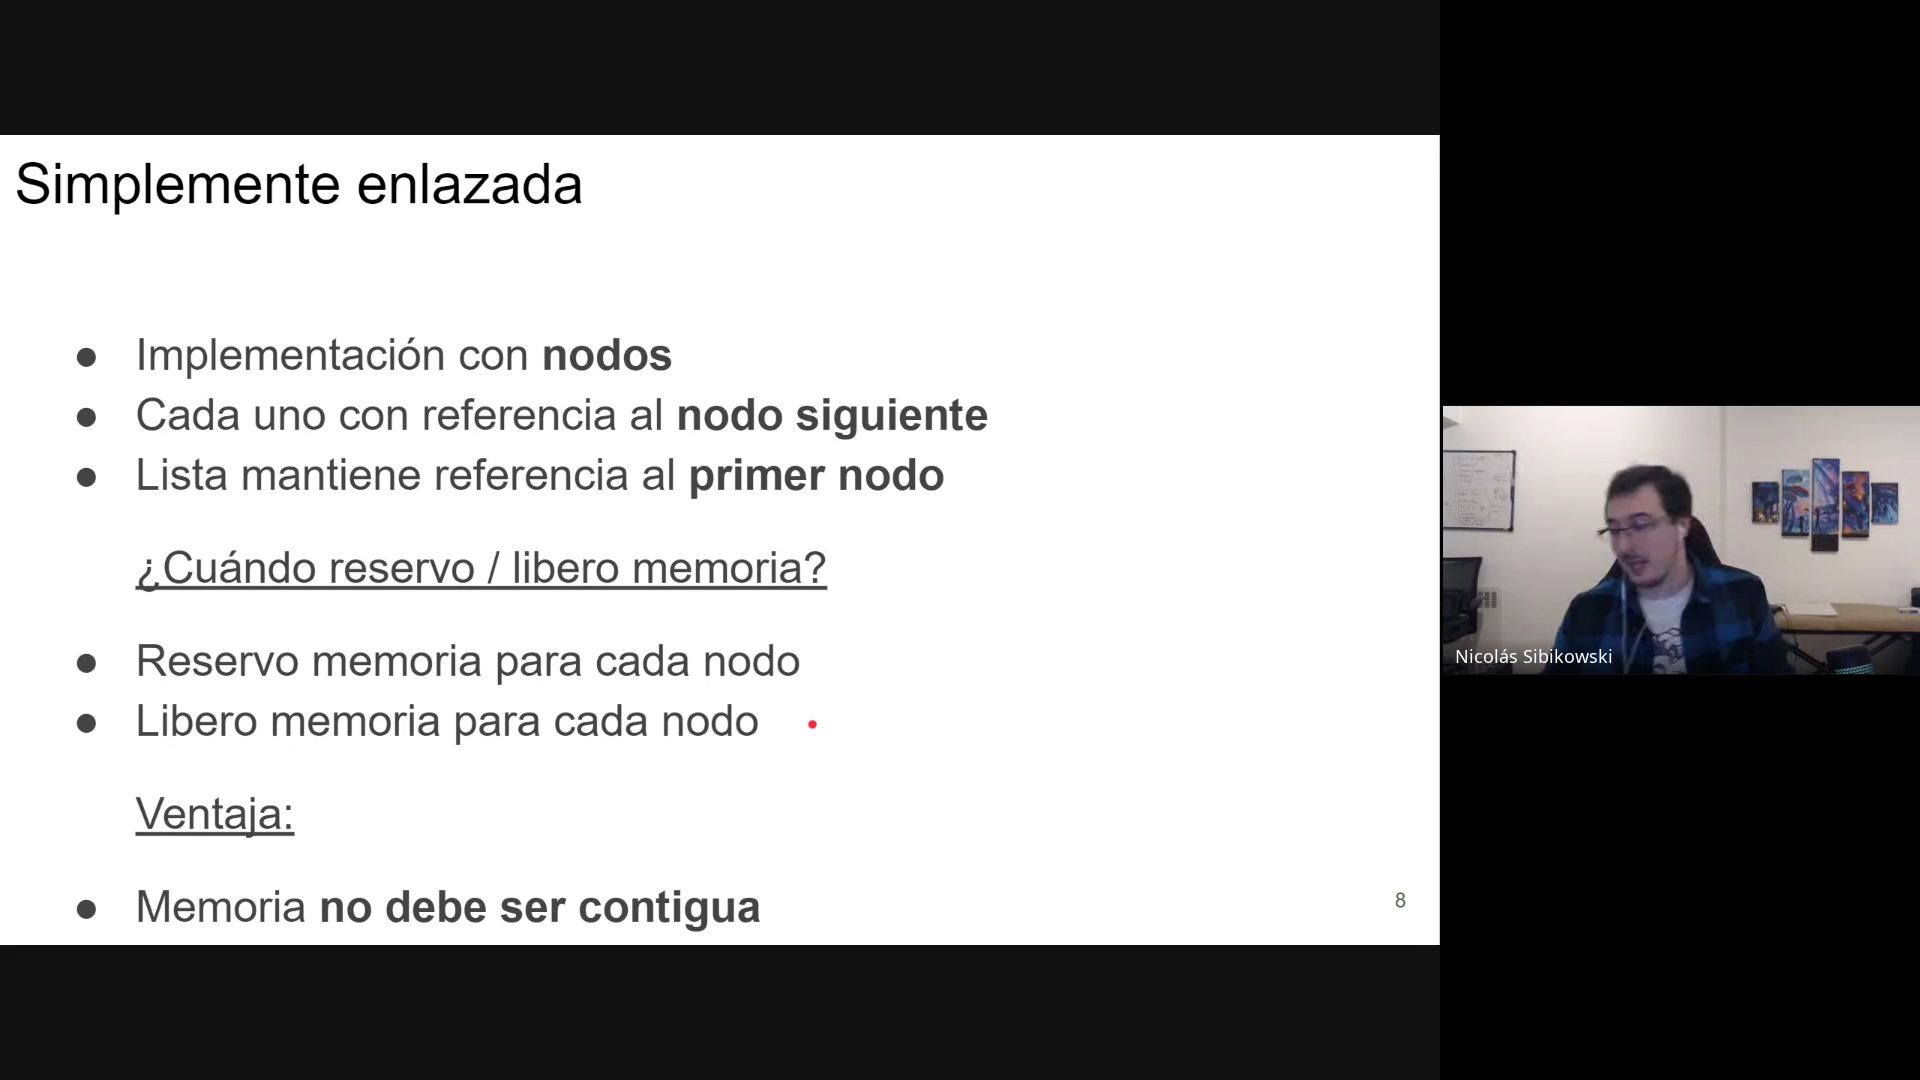 Simplemente enlazada
● Implementación con nodos
● Cada uno con referencia al nodo siguiente
● Lista mantiene referencia al primer nodo
¿Cuándo reservo / libero memoria?
● Reservo memoria para cada nodo
● Libero memoria para cada nodo
Ventaja:
● Memoria no debe ser contigua
8
Nicolás Sibikowski